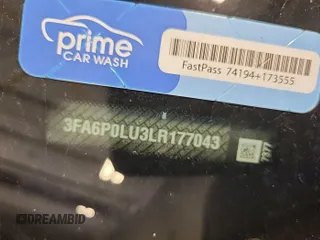 prime
CAR WASH
FastPass 74194+173555
3FA6P0LU3LR177043
DREAMBID